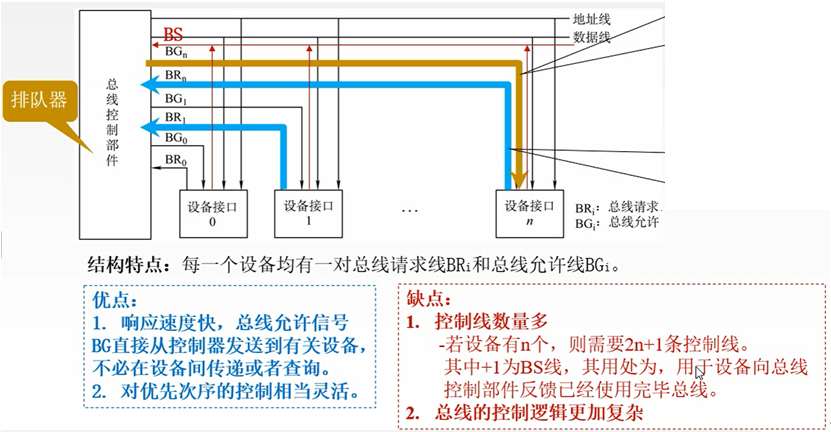 地址线
BS
数据线
BGn
BRn
排队器
总线控制部件
BG1
BR1
BG0
BR0
设备接口
0
设备接口
1
...
设备接口
n
BRi：总线请求
BGi：总线允许
结构特点：每一个设备均有一对总线请求线BRi和总线允许线BGi。
优点：
1. 响应速度快，总线允许信号
BG直接从控制器发送到有关设备，
不必在设备间传递或者查询。
2. 对优先次序的控制相当灵活。
缺点：
1. 控制线数量多
-若设备有n个，则需要2n+1条控制线。
其中+1为BS线，其用处为，用于设备向总线
控制部件反馈已经使用完毕总线。
2. 总线的控制逻辑更加复杂